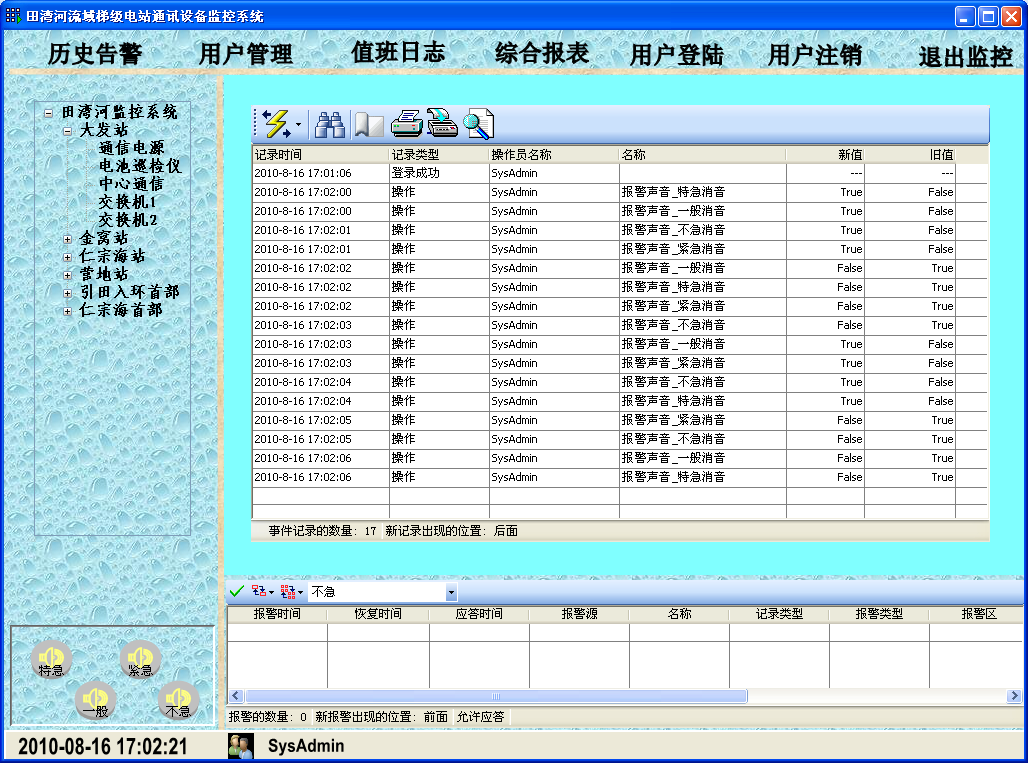 田湾河流域梯级电站通讯设备监控系统
历史告警 用户管理 值班日志 综合报表 用户登陆 用户注销 退出监控
田湾河监控系统
大发站
通信电源
电池巡检仪
中心通信
交换机1
交换机2
金窝站
仁宗海站
营地站
引田入环首部
仁宗海首部
记录时间 记录类型 操作员名称 名称 新值 旧值
2010-8-16 17:01:06 登录成功 SysAdmin --- ---
2010-8-16 17:02:00 操作 SysAdmin 报警声音_特急消音 True False
2010-8-16 17:02:00 操作 SysAdmin 报警声音_一般消音 True False
2010-8-16 17:02:01 操作 SysAdmin 报警声音_不急消音 True False
2010-8-16 17:02:01 操作 SysAdmin 报警声音_紧急消音 True False
2010-8-16 17:02:02 操作 SysAdmin 报警声音_一般消音 False True
2010-8-16 17:02:02 操作 SysAdmin 报警声音_特急消音 False True
2010-8-16 17:02:02 操作 SysAdmin 报警声音_紧急消音 False True
2010-8-16 17:02:03 操作 SysAdmin 报警声音_不急消音 False True
2010-8-16 17:02:03 操作 SysAdmin 报警声音_一般消音 True False
2010-8-16 17:02:03 操作 SysAdmin 报警声音_紧急消音 True False
2010-8-16 17:02:04 操作 SysAdmin 报警声音_不急消音 True False
2010-8-16 17:02:04 操作 SysAdmin 报警声音_特急消音 True False
2010-8-16 17:02:05 操作 SysAdmin 报警声音_紧急消音 False True
2010-8-16 17:02:05 操作 SysAdmin 报警声音_不急消音 False True
2010-8-16 17:02:06 操作 SysAdmin 报警声音_一般消音 False True
2010-8-16 17:02:06 操作 SysAdmin 报警声音_特急消音 False True
事件记录的数量: 17 新记录出现的位置: 后面
不急
报警时间 恢复时间 应答时间 报警源 名称 记录类型 报警类型 报警区
特急 紧急
一般 不急
报警的数量: 0 新报警出现的位置: 前面 允许应答
2010-08-16 17:02:21 SysAdmin